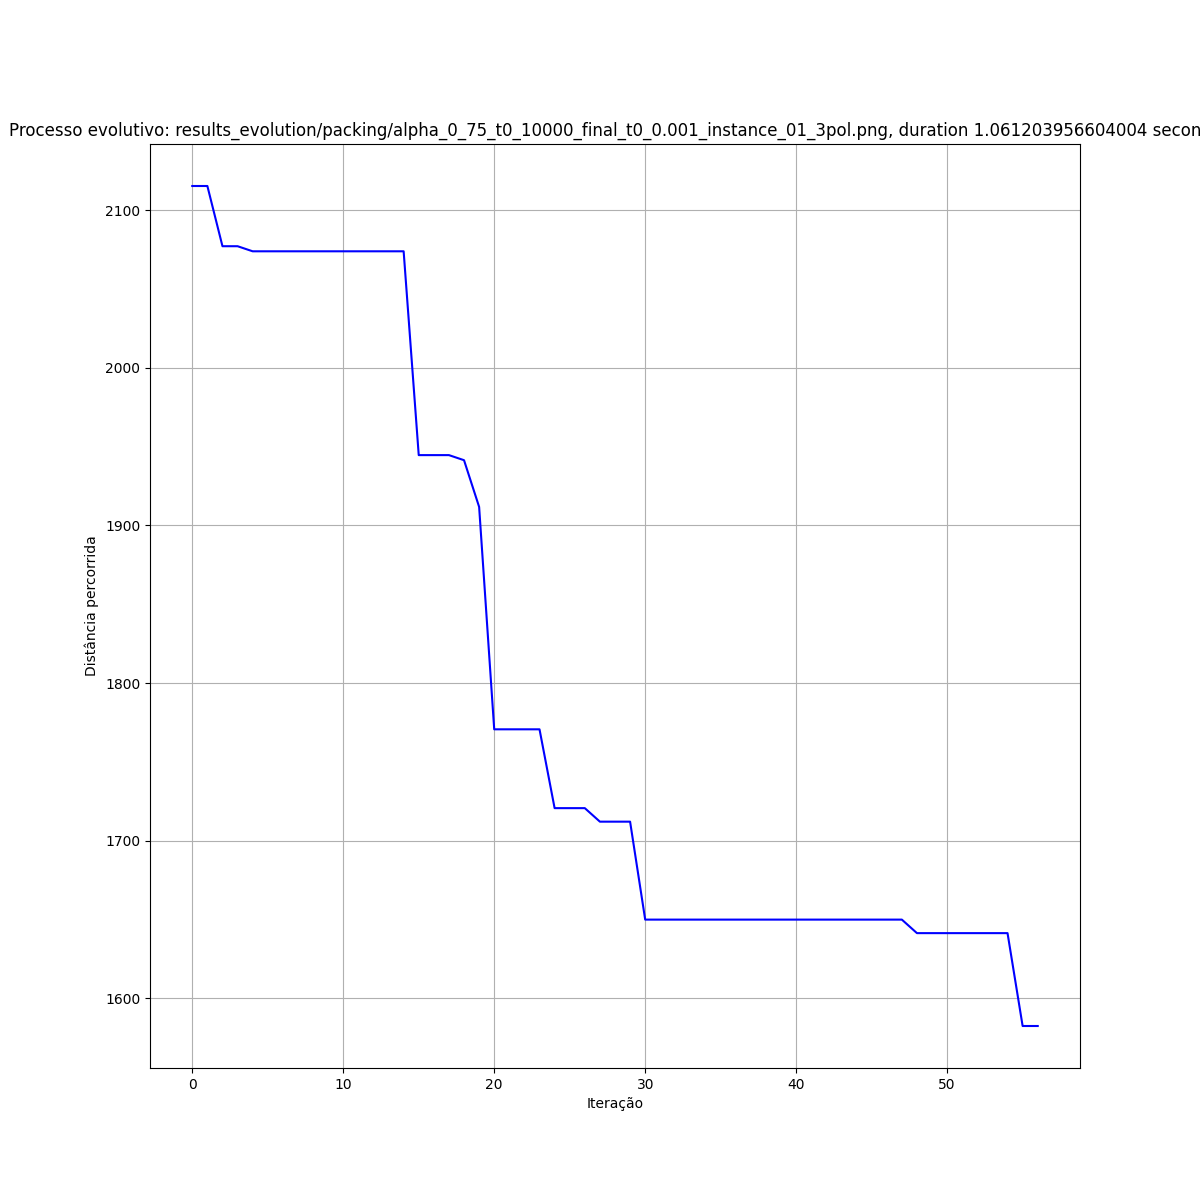 Processo evolutivo: results_evolution/packing/alpha_0_75_t0_10000_final_t0_0.001_instance_01_3pol.png, duration 1.061203956604004 secon
2100
2000
1900
1800
1700
1600
Distância percorrida
0 10 20 30 40 50
Iteração